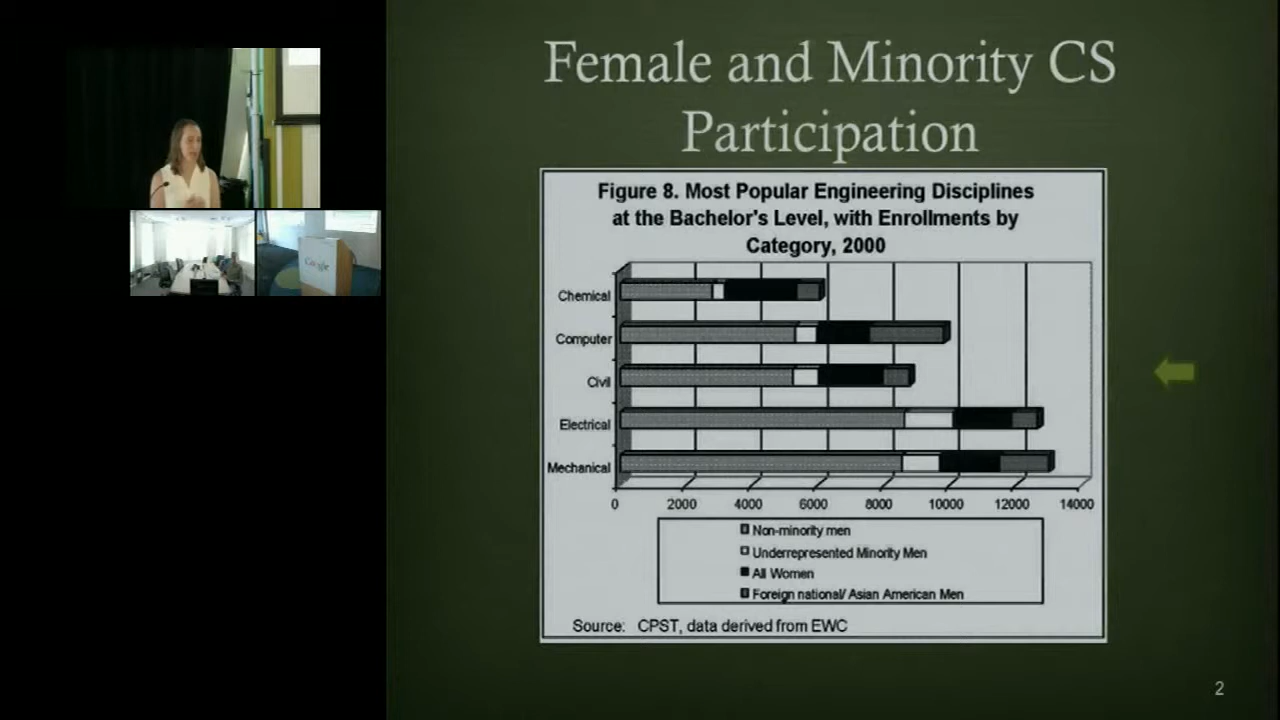 Female and Minority CS
Participation
Figure 8. Most Popular Engineering Disciplines
at the Bachelor's Level, with Enrollments by
Category, 2000
Chemical
Computer
Civil
Electrical
Mechanical
0 2000 4000 6000 8000 10000 12000 14000
Non-minority men
Underrepresented Minority Men
All Women
Foreign national/ Asian American Men
Source: CPST, data derived from EWC
2
Google